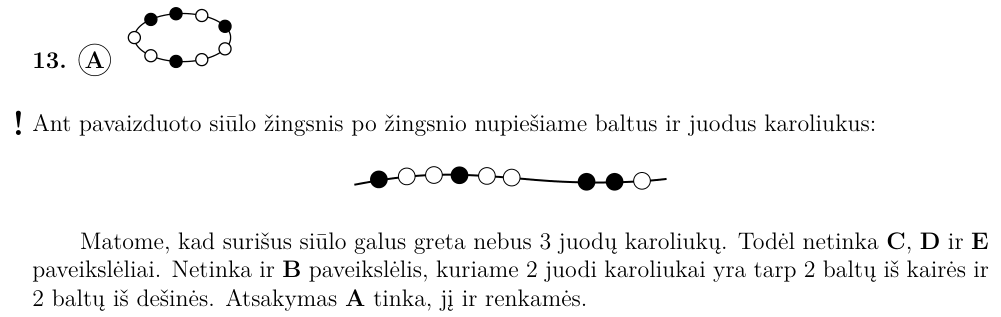 13. A
! Ant pavaizduoto siūlo žingsnis po žingsnio nupiešiame baltus ir juodus karoliukus:
Matome, kad surišus siūlo galus greta nebus 3 juodų karoliukų. Todėl netinka C, D ir E
paveikslėliai. Netinka ir B paveikslėlis, kuriame 2 juodi karoliukai yra tarp 2 baltų iš kairės ir
2 baltų iš dešinės. Atsakymas A tinka, jį ir renkamės.